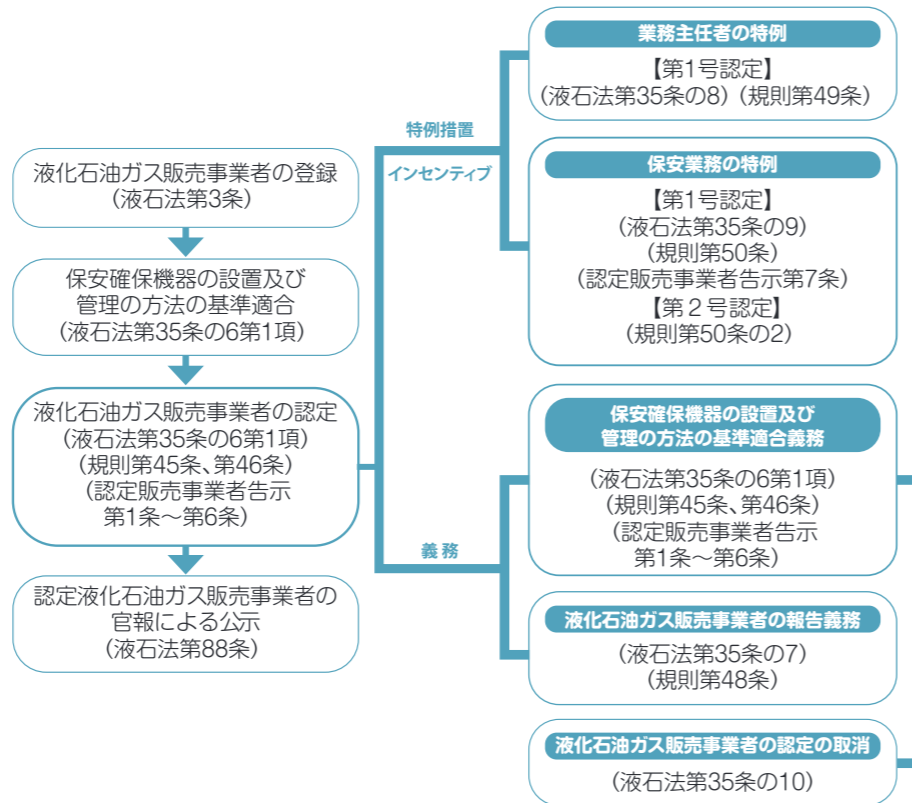 液化石油ガス販売事業者の登録
(液石法第3条)
保安確保機器の設置及び
管理の方法の基準適合
(液石法第35条の6第1項)
液化石油ガス販売事業者の認定
(液石法第35条の6第1項)
(規則第45条、第46条)
(認定販売事業者告示
第1条～第6条)
認定液化石油ガス販売事業者の
官報による公示
(液石法第88条)
特例措置
インセンティブ
業務主任者の特例
【第1号認定】
(液石法第35条の8) (規則第49条)
保安業務の特例
【第1号認定】
(液石法第35条の9)
(規則第50条)
(認定販売事業者告示第7条)
【第２号認定】
(規則第50条の2)
義務
保安確保機器の設置及び
管理の方法の基準適合義務
(液石法第35条の6第1項)
(規則第45条、第46条)
(認定販売事業者告示
第1条～第6条)
液化石油ガス販売事業者の報告義務
(液石法第35条の7)
(規則第48条)
液化石油ガス販売事業者の認定の取消
(液石法第35条の10)